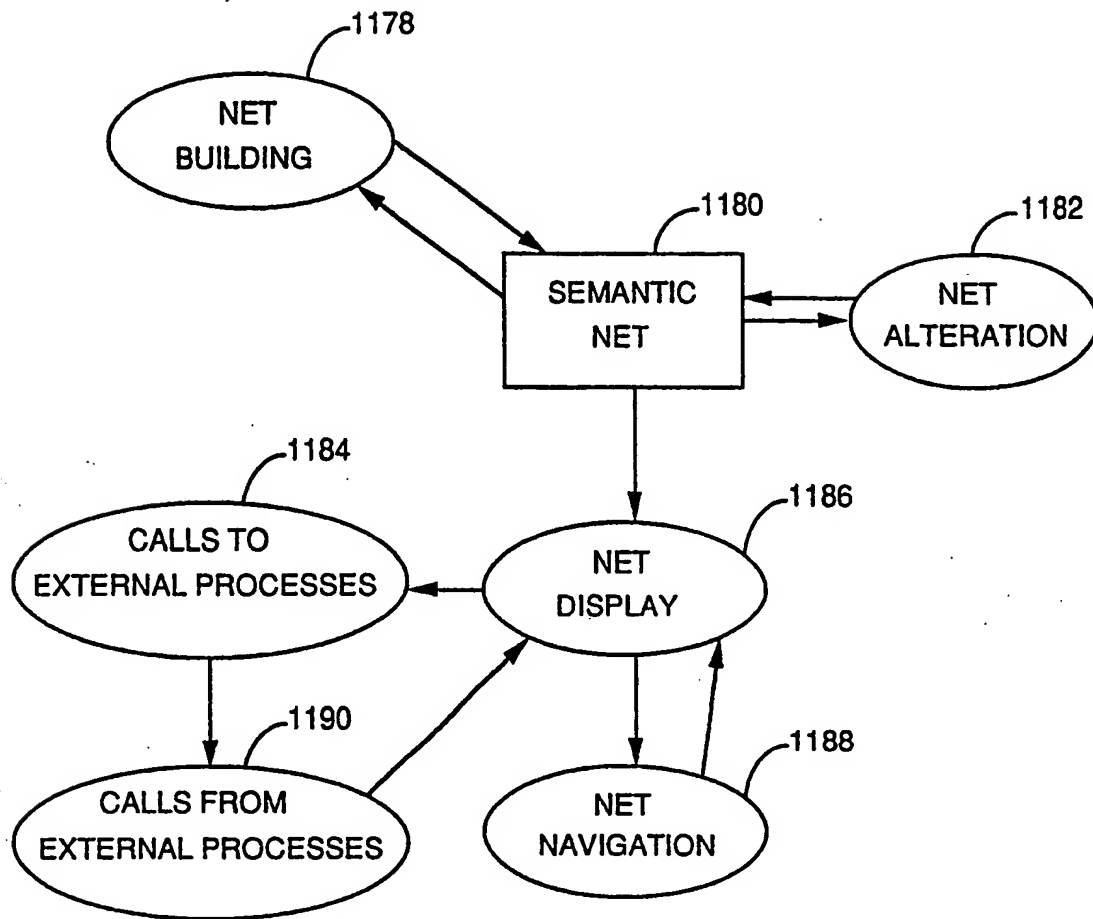 1178
NET
BUILDING
1180
SEMANTIC
NET
1182
NET
ALTERATION
1184
CALLS TO
EXTERNAL PROCESSES
1186
NET
DISPLAY
1190
CALLS FROM
EXTERNAL PROCESSES
1188
NET
NAVIGATION